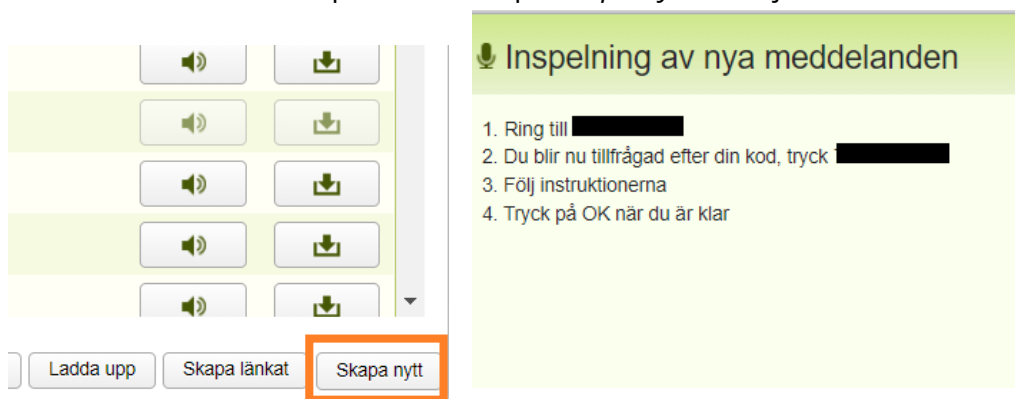 Ladda upp
Skapa länkat
Skapa nytt
Inspelning av nya meddelanden
1. Ring till
2. Du blir nu tillfrågad efter din kod, tryck
3. Följ instruktionerna
4. Tryck på OK när du är klar